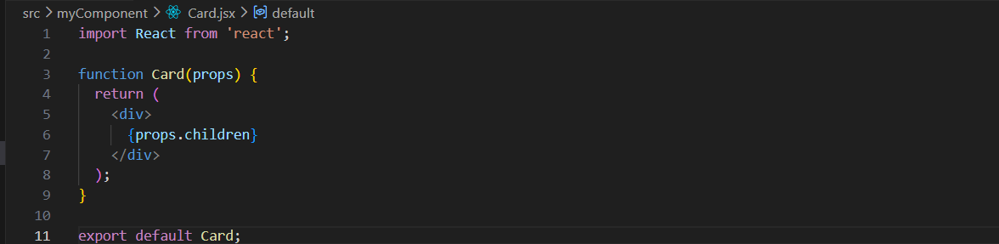 src > myComponent > Card.jsx > default
1 import React from 'react';
2
3 function Card(props) {
4   return (
5     <div>
6       {props.children}
7     </div>
8   );
9 }
10
11 export default Card;